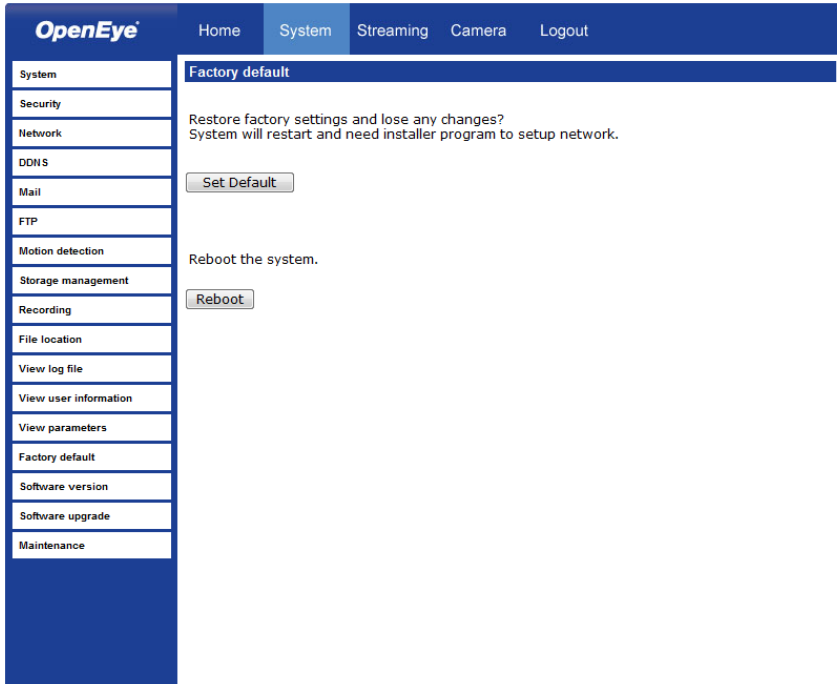 OpenEye
Home System Streaming Camera Logout
System
Security
Network
DDNS
Mail
FTP
Motion detection
Storage management
Recording
File location
View log file
View user information
View parameters
Factory default
Software version
Software upgrade
Maintenance
Factory default
Restore factory settings and lose any changes?
System will restart and need installer program to setup network.
Set Default
Reboot the system.
Reboot